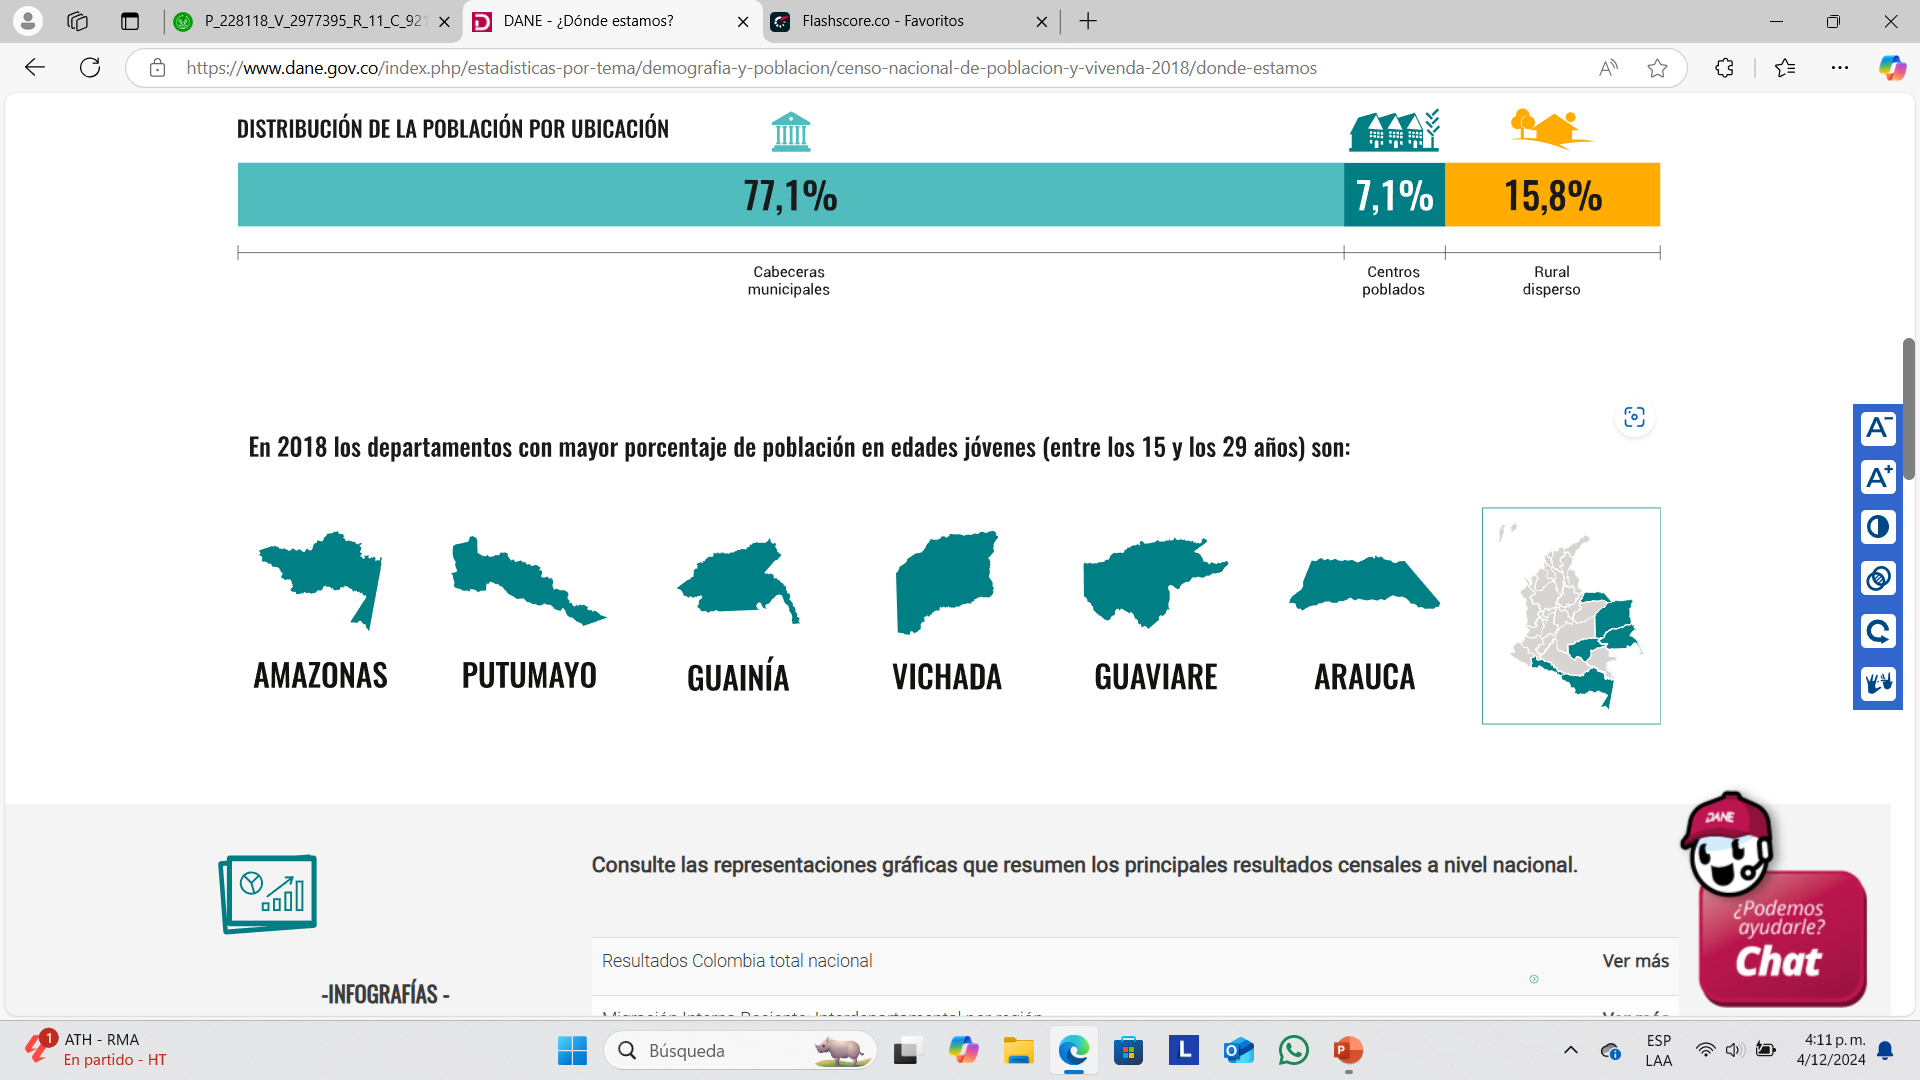 P_228118_V_2977395_R_11_C_921
DANE - ¿Dónde estamos?
Flashscore.co - Favoritos
https://www.dane.gov.co/index.php/estadisticas-por-tema/demografia-y-poblacion/censo-nacional-de-poblacion-y-vivenda-2018/donde-estamos
DISTRIBUCIÓN DE LA POBLACIÓN POR UBICACIÓN
77,1%
7,1%
15,8%
Cabeceras
municipales
Centros
poblados
Rural
disperso
En 2018 los departamentos con mayor porcentaje de población en edades jóvenes (entre los 15 y los 29 años) son:
AMAZONAS
PUTUMAYO
GUAINÍA
VICHADA
GUAVIARE
ARAUCA
A-
A+
Consulte las representaciones gráficas que resumen los principales resultados censales a nivel nacional.
-INFOGRAFÍAS -
Resultados Colombia total nacional
Ver más
DANE
¿Podemos
ayudarle?
Chat
1
ATH - RMA
En partido - HT
Búsqueda
ESP
LAA
4:11 p. m.
4/12/2024